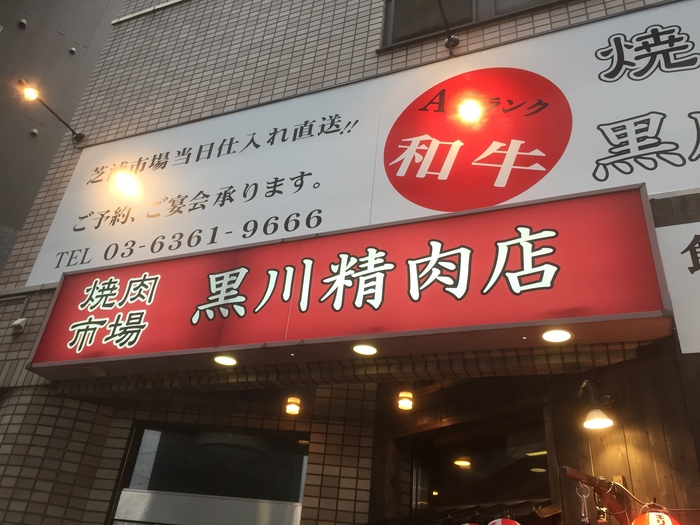 芝浦市場当日仕入れ直送!!
ご予約、ご宴会承ります。
TEL 03-6361-9666
ランク
和牛
焼
黒
焼肉
市場
黒川精肉店